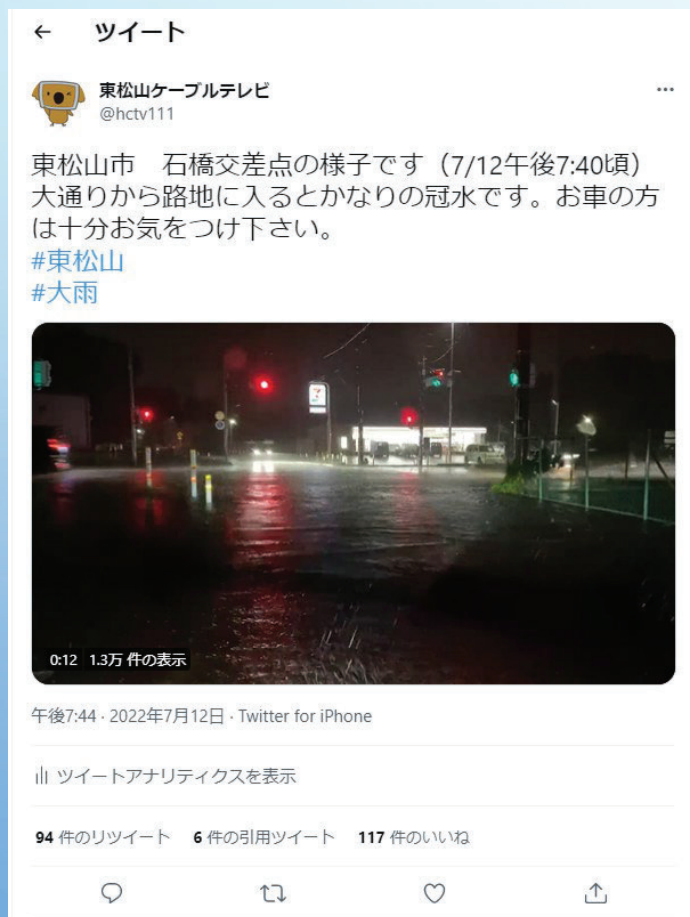 ← ツイート
東松山ケーブルテレビ
@hctv111
東松山市　石橋交差点の様子です（7/12午後7:40頃）
大通りから路地に入るとかなりの冠水です。お車の方
は十分お気をつけ下さい。
#東松山
#大雨
0:12 1.3万 件の表示
午後7:44 · 2022年7月12日 · Twitter for iPhone
ツイートアナリティクスを表示
94 件のリツイート 6 件の引用ツイート 117 件のいいね